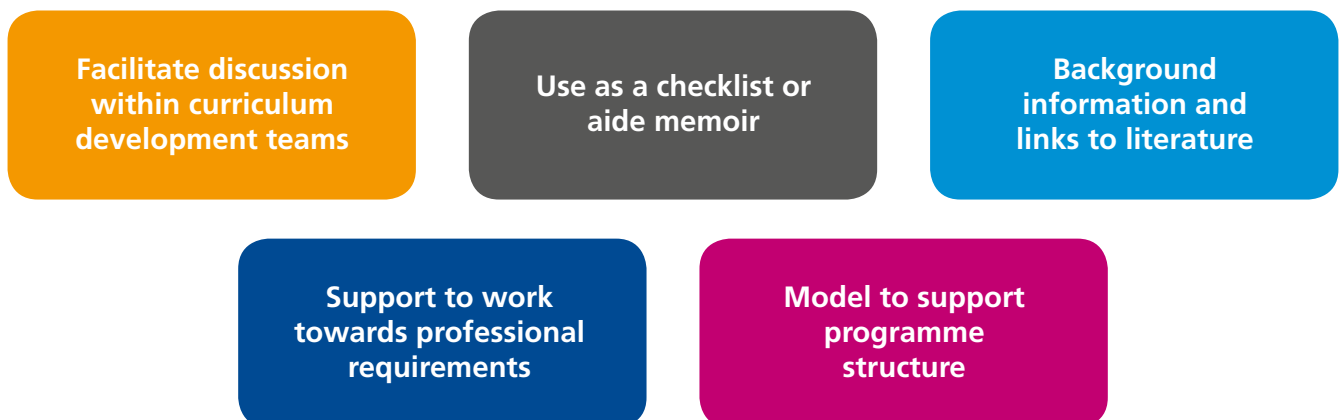 Facilitate discussion
within curriculum
development teams
Use as a checklist or
aide memoir
Background
information and
links to literature
Support to work
towards professional
requirements
Model to support
programme
structure